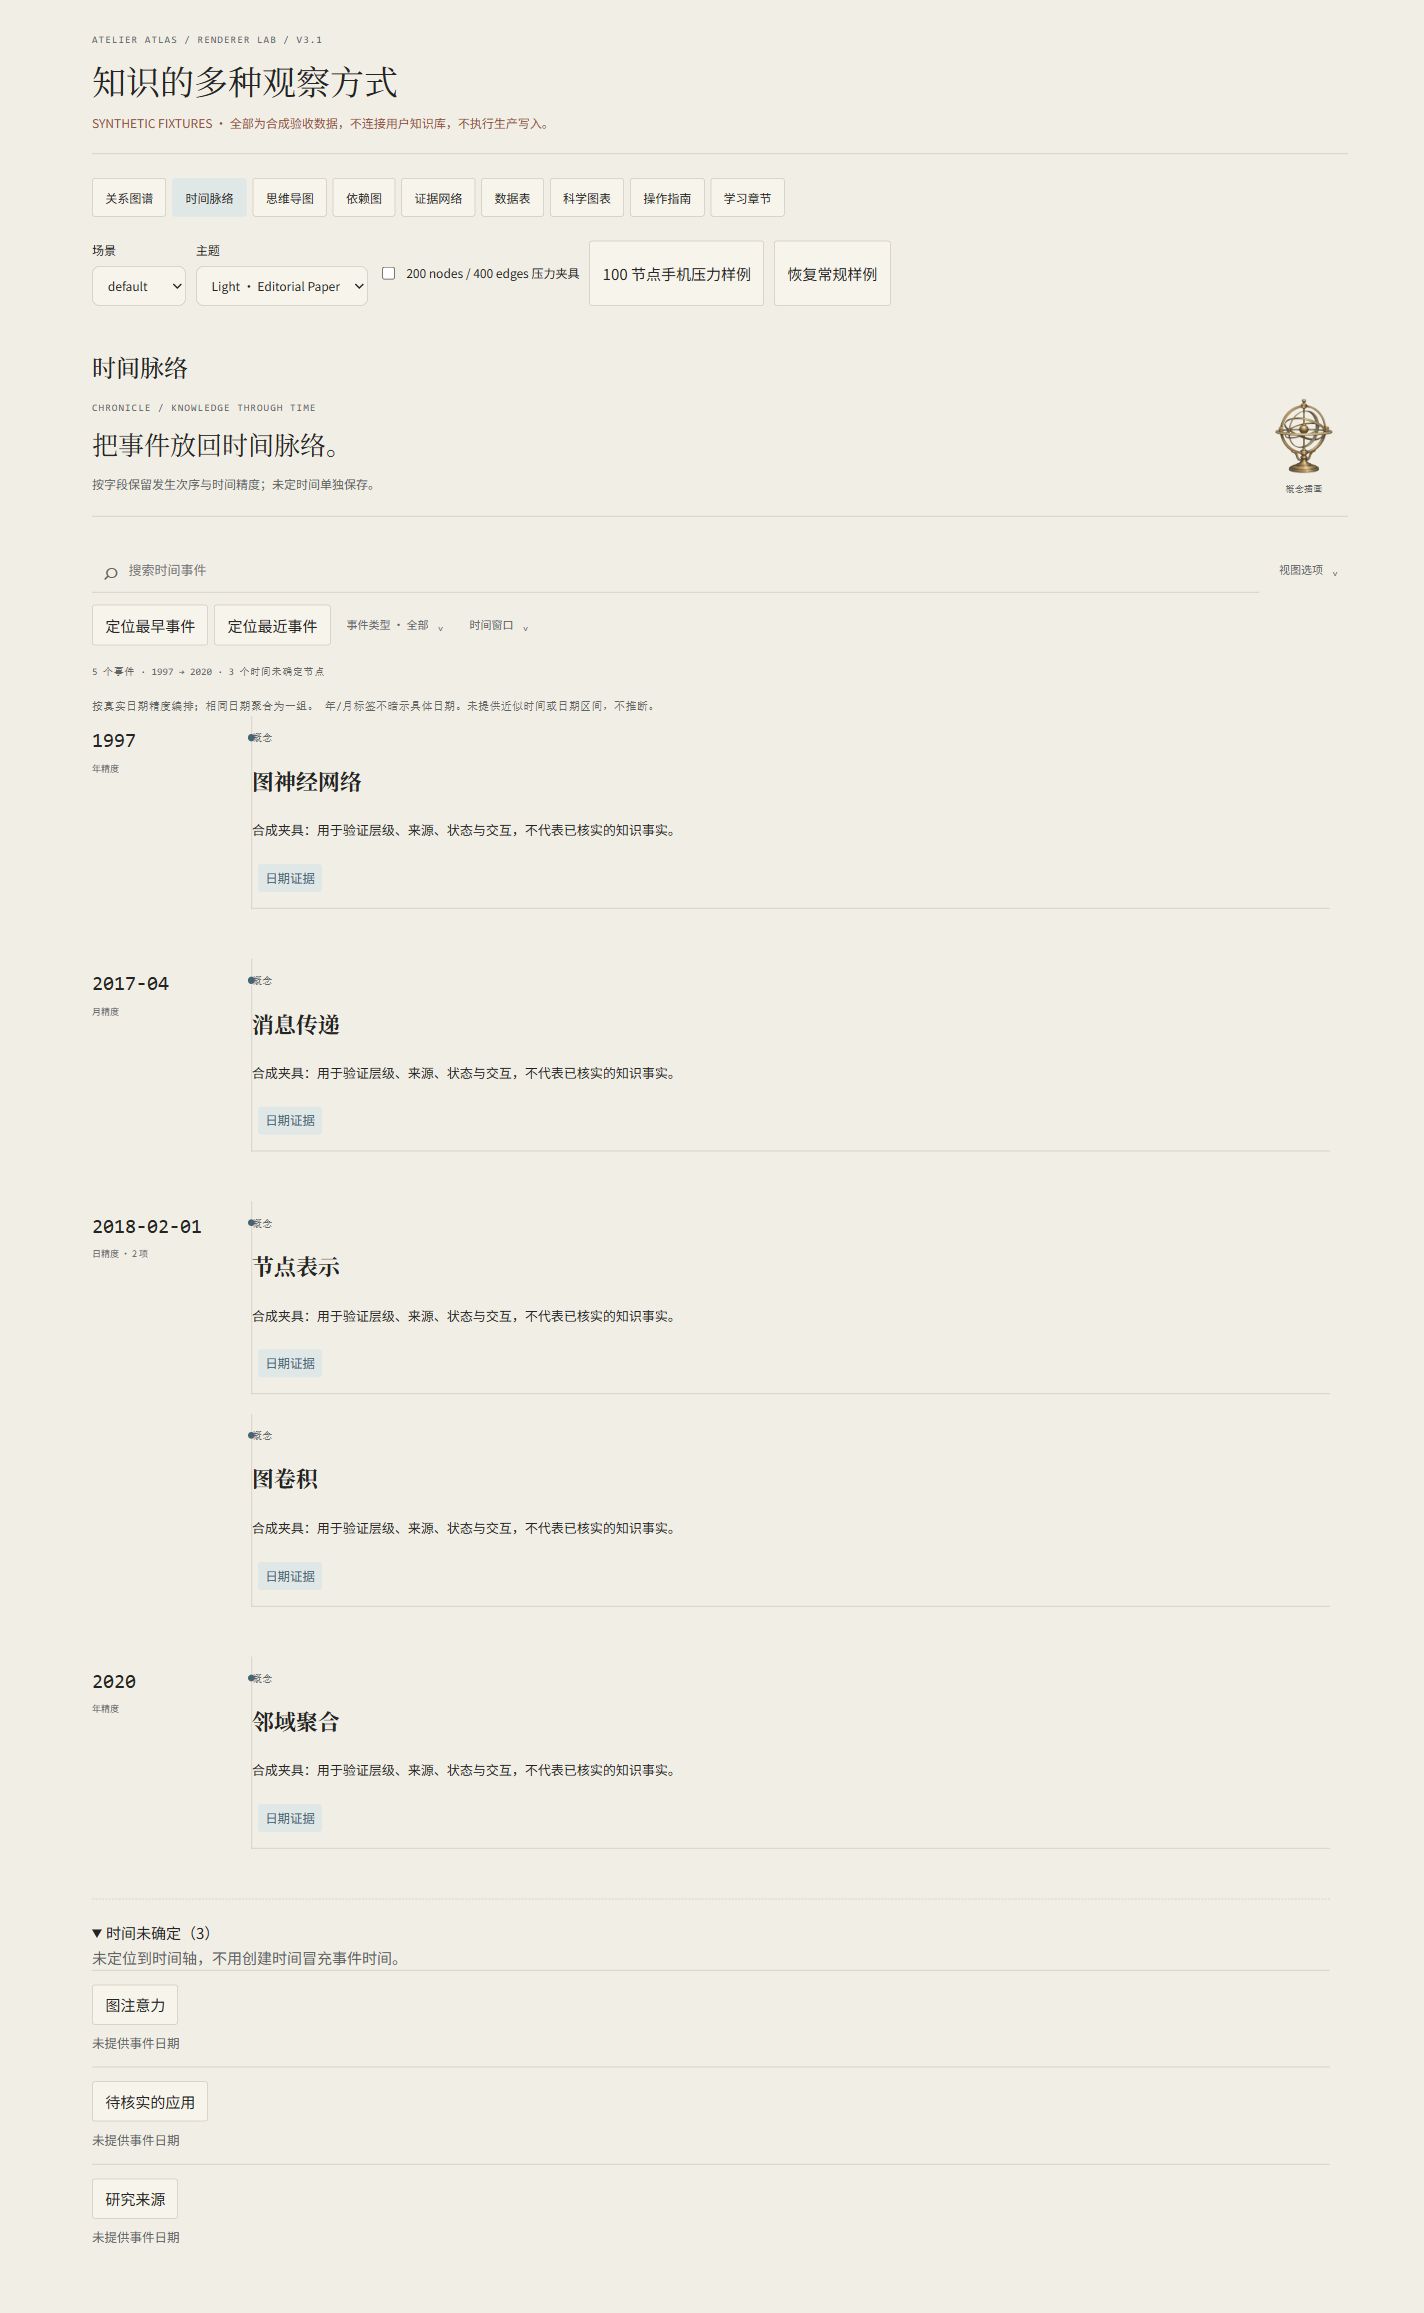 ATELIER ATLAS / RENDERER LAB / V3.1
知识的多种观察方式
SYNTHETIC FIXTURES · 全部为合成验收数据，不连接用户知识库，不执行生产写入。
关系图谱 时间脉络 思维导图 依赖图 证据网络 数据表 科学图表 操作指南 学习章节
场景 主题
default Light · Editorial Paper 200 nodes / 400 edges 压力夹具 100 节点手机压力样例 恢复常规样例
时间脉络
CHRONICLE / KNOWLEDGE THROUGH TIME
把事件放回时间脉络。
按字段保留发生次序与时间精度；未定时间单独保存。
概念描画
搜索时间事件 视图选项
定位最早事件 定位最近事件 事件类型 · 全部 时间窗口
5 个事件 · 1997 → 2020 · 3 个时间未确定节点
按真实日期精度编排；相同日期聚合为一组。 年/月标签不暗示具体日期。未提供近似时间或日期区间，不推断。
1997 概念
年精度
图神经网络
合成夹具：用于验证层级、来源、状态与交互，不代表已核实的知识事实。
日期证据
2017-04 概念
月精度
消息传递
合成夹具：用于验证层级、来源、状态与交互，不代表已核实的知识事实。
日期证据
2018-02-01 概念
日精度 · 2 项
节点表示
合成夹具：用于验证层级、来源、状态与交互，不代表已核实的知识事实。
日期证据
概念
图卷积
合成夹具：用于验证层级、来源、状态与交互，不代表已核实的知识事实。
日期证据
2020 概念
年精度
邻域聚合
合成夹具：用于验证层级、来源、状态与交互，不代表已核实的知识事实。
日期证据
▼ 时间未确定（3）
未定位到时间轴，不用创建时间冒充事件时间。
图注意力
未提供事件日期
待核实的应用
未提供事件日期
研究来源
未提供事件日期